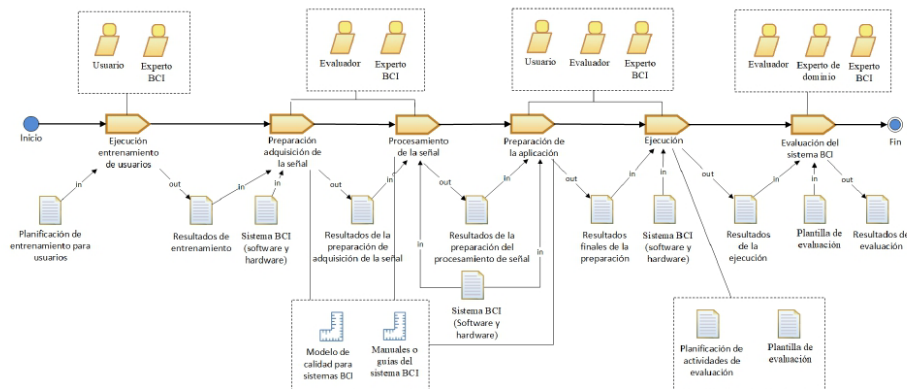 Usuario
Experto
BCI
Evaluador
Experto
BCI
Usuario
Evaluador
Experto
BCI
Evaluador
Experto de
dominio
Experto
BCI
Inicio
Ejecución
entrenamiento
de usuarios
Preparación
adquisición de
la señal
Procesamiento
de la señal
Preparación de
la aplicación
Ejecución
Evaluación del
sistema BCI
Fin
in
out
in
in
out
in
out
in
out
in
in
out
in
in
out
in
in
Planificación de
entrenamiento para
usuarios
Resultados de
entrenamiento
Sistema BCI
(software y
hardware)
Resultados de la
preparación de
adquisición de la señal
Resultados de la
preparación del
procesamiento de señal
Resultados
finales de la
preparación
Sistema BCI
(software y
hardware)
Resultados
de la
ejecución
Plantilla de
evaluación
Resultados de
evaluación
Sistema BCI
(Software y
hardware)
Modelo de
calidad para
sistemas BCI
Manuales o
guías del
sistema BCI
Planificación de
actividades de
evaluación
Plantilla de
evaluación